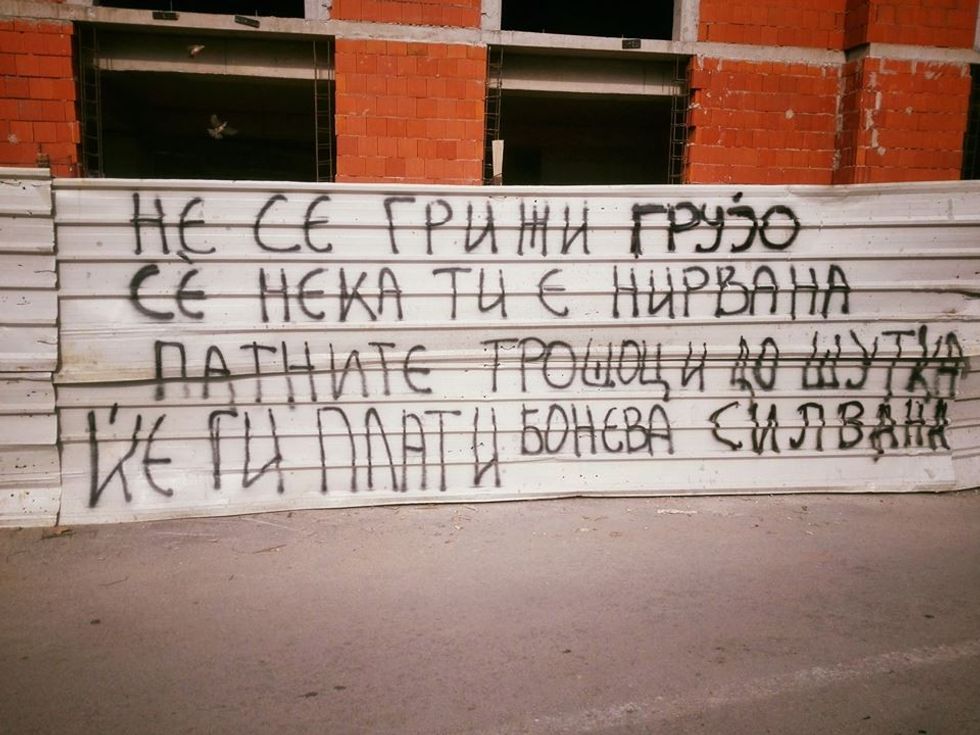 НЕ СЕ ГРИЖИ ГРУЈО
СЀ НЕКА ТИ Е НИРВАНА
ПАТНИТЕ ТРОШОЦИ ДО ШУТКА
ЌЕ ГИ ПЛАТИ БОНЕВА СИЛВАНА